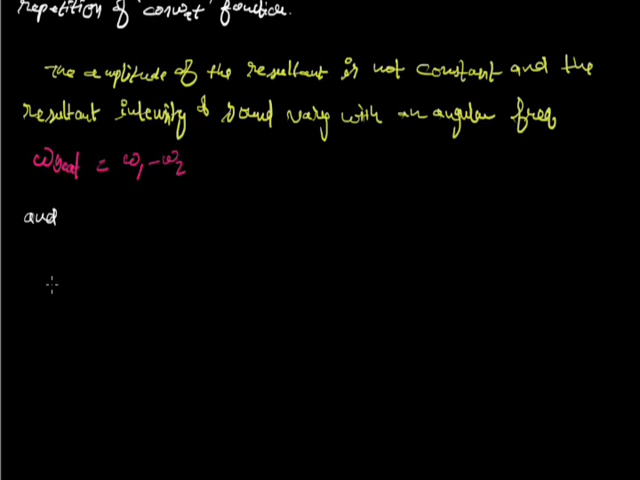 repetition of 'cosω₂t' function.
The amplitude of the resultant is not constant and the
resultant intensity of sound vary with an angular freq
ωbeat = ω₁ - ω₂
and